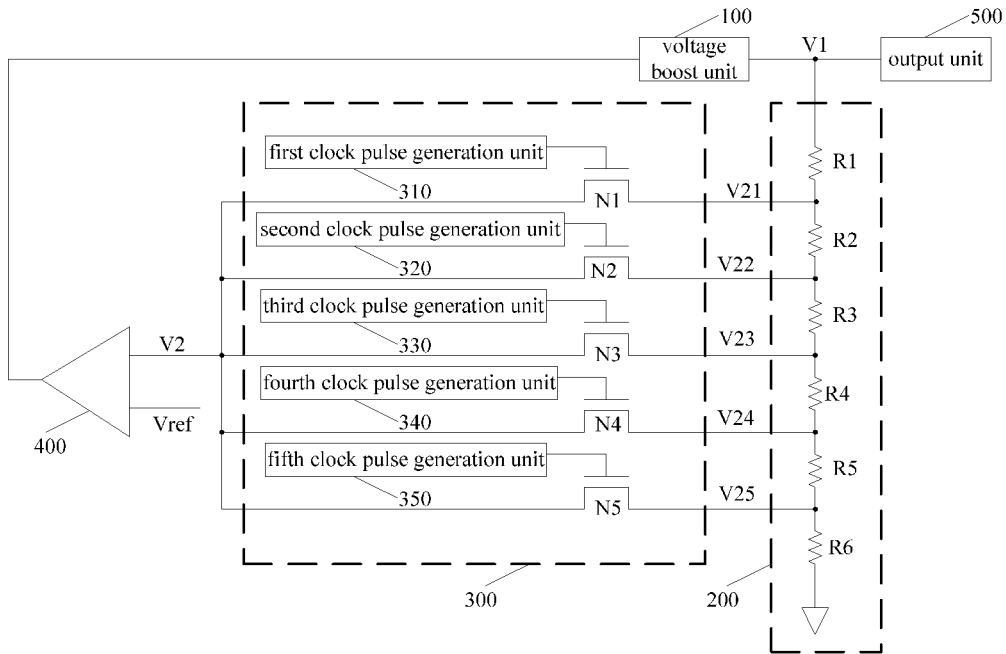 100
500
voltage
boost unit
V1
output unit
first clock pulse generation unit
R1
310
N1
V21
second clock pulse generation unit
R2
320
N2
V22
third clock pulse generation unit
R3
330
N3
V23
V2
fourth clock pulse generation unit
R4
340
N4
V24
Vref
400
fifth clock pulse generation unit
R5
350
N5
V25
R6
300
200